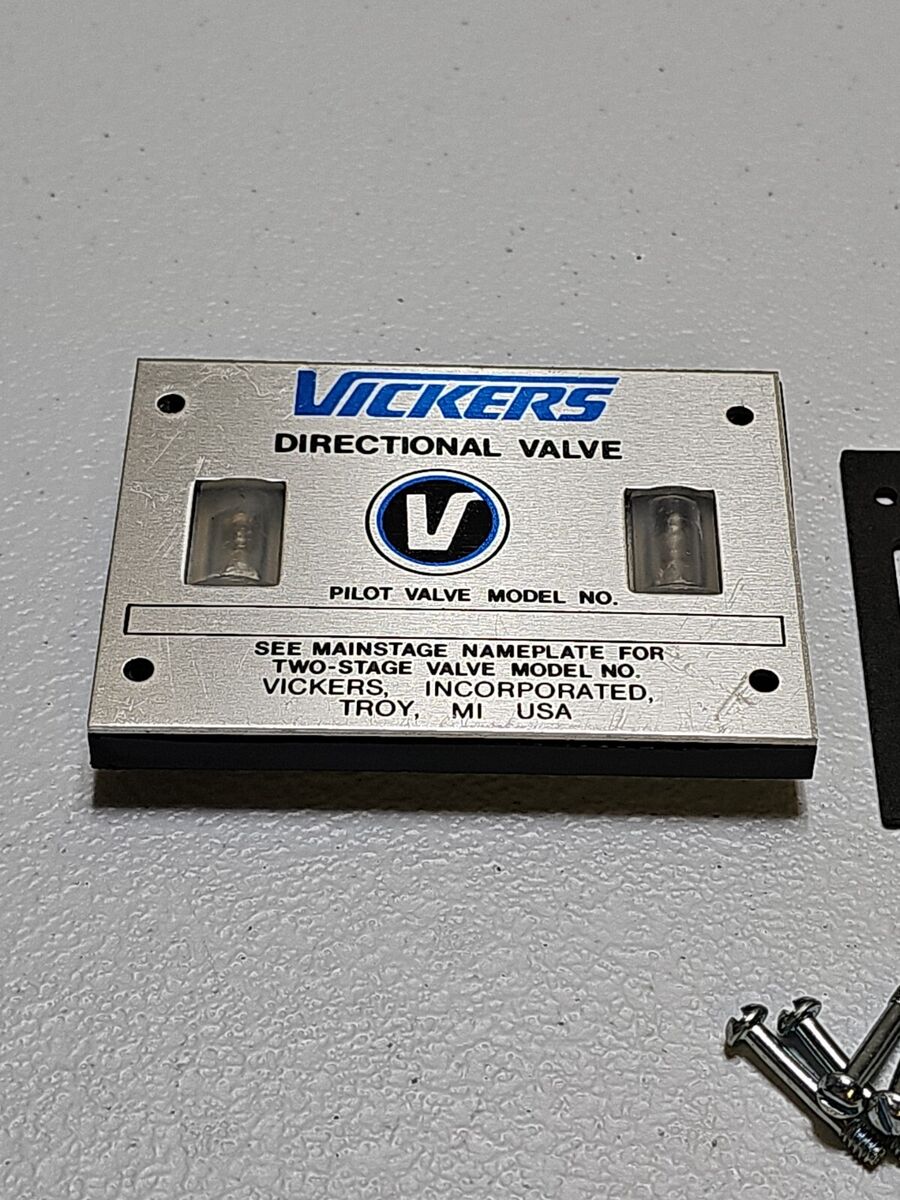 VICKERS
DIRECTIONAL VALVE
V
PILOT VALVE MODEL NO.
SEE MAINSTAGE NAMEPLATE FOR
TWO-STAGE VALVE MODEL NO.
VICKERS, INCORPORATED,
TROY, MI USA